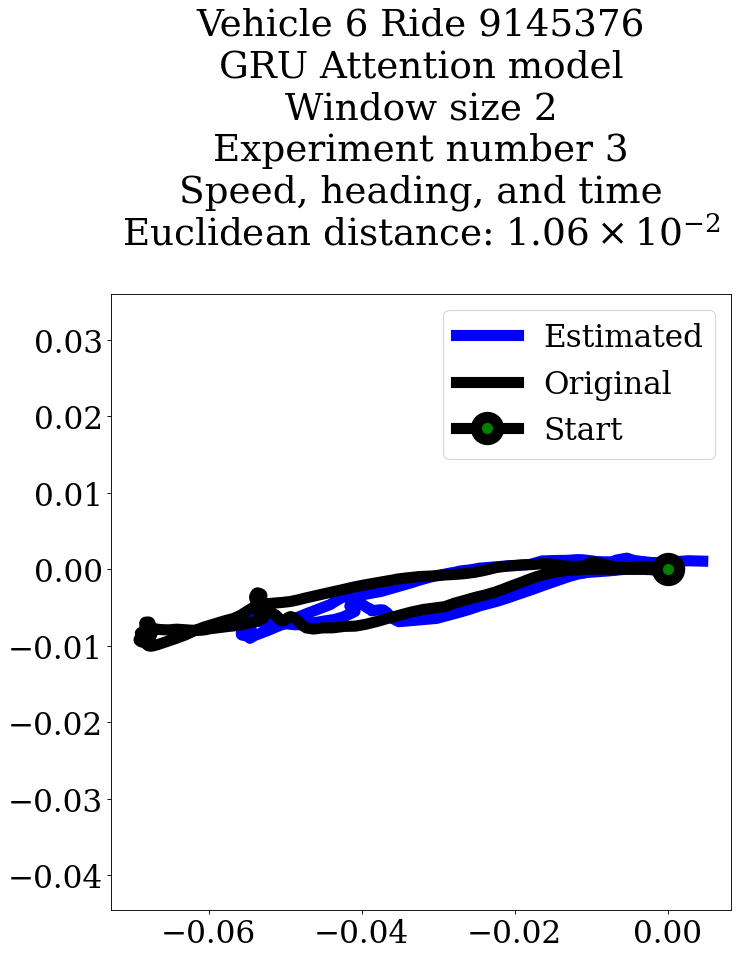 Vehicle 6 Ride 9145376
GRU Attention model
Window size 2
Experiment number 3
Speed, heading, and time
Euclidean distance: 1.06 × 10⁻²
Estimated
Original
Start
0.03
0.02
0.01
0.00
−0.01
−0.02
−0.03
−0.04
−0.06 −0.04 −0.02 0.00